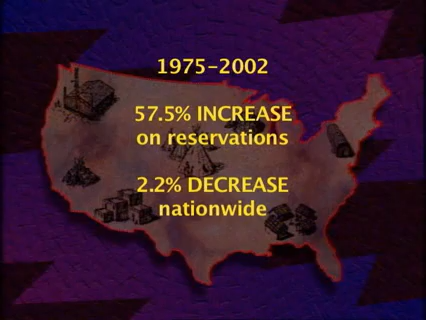 1975-2002
57.5% INCREASE
on reservations
2.2% DECREASE
nationwide